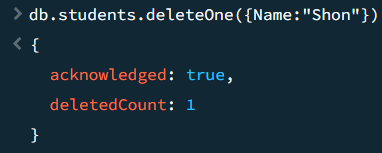 > db.students.deleteOne({Name:"Shon"})
< {
acknowledged: true,
deletedCount: 1
}